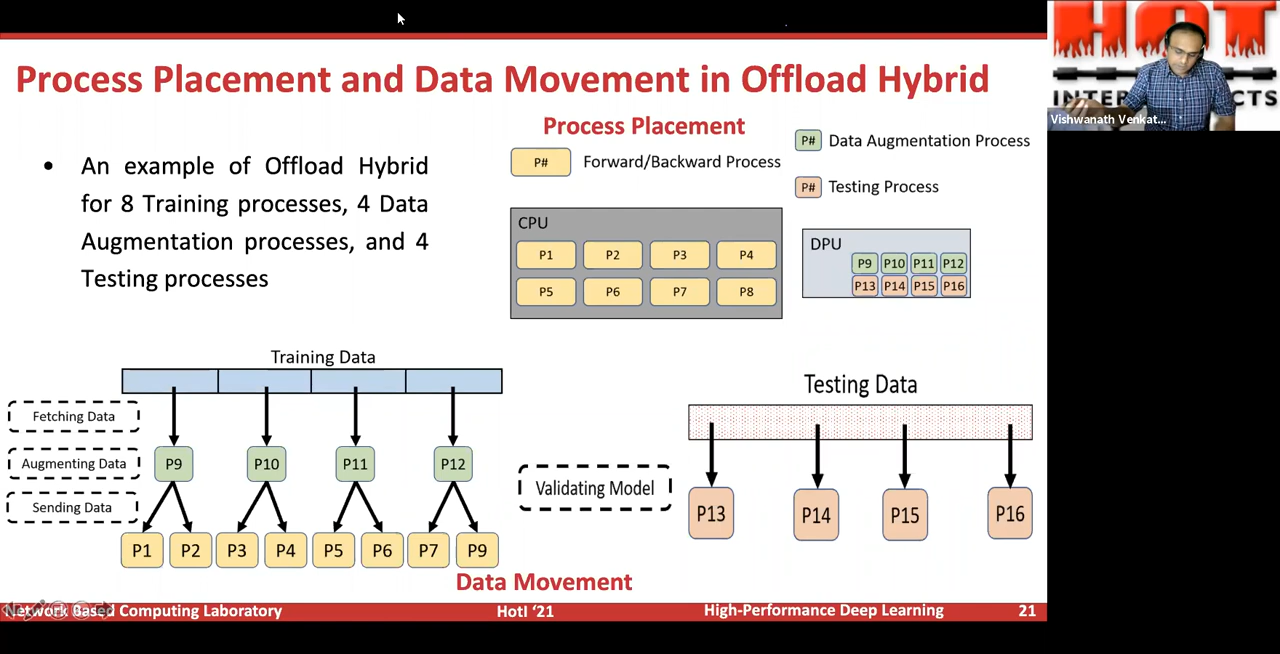 Process Placement and Data Movement in Offload Hybrid
HOT
INTER CTS
Vishwanath Venkat...
Process Placement
P# Forward/Backward Process
P# Data Augmentation Process
P# Testing Process
• An example of Offload Hybrid
for 8 Training processes, 4 Data
Augmentation processes, and 4
Testing processes
CPU
P1 P2 P3 P4
P5 P6 P7 P8
DPU
P9 P10 P11 P12
P13 P14 P15 P16
Training Data
Fetching Data
Augmenting Data
P9 P10 P11 P12
Sending Data
P1 P2 P3 P4 P5 P6 P7 P9
Testing Data
Validating Model
P13 P14 P15 P16
Data Movement
Network Based Computing Laboratory
HotI ‘21
High-Performance Deep Learning
21